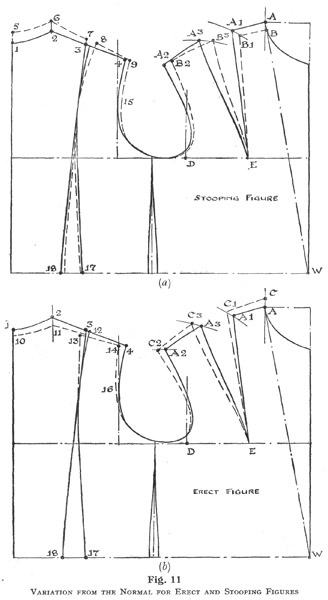 5
6
A
A1
1
2
7
8
A3
B3
B1
B
3
4
9
A2
B2
15
D
E
STOOPING FIGURE
18
17
W
(a)
C
1
2
C1
A
10
11
3
12
C3
A3
A1
13
14
4
C2
A2
16
D
E
ERECT FIGURE
18
17
W
(b)
Fig. 11
VARIATION FROM THE NORMAL FOR ERECT AND STOOPING FIGURES